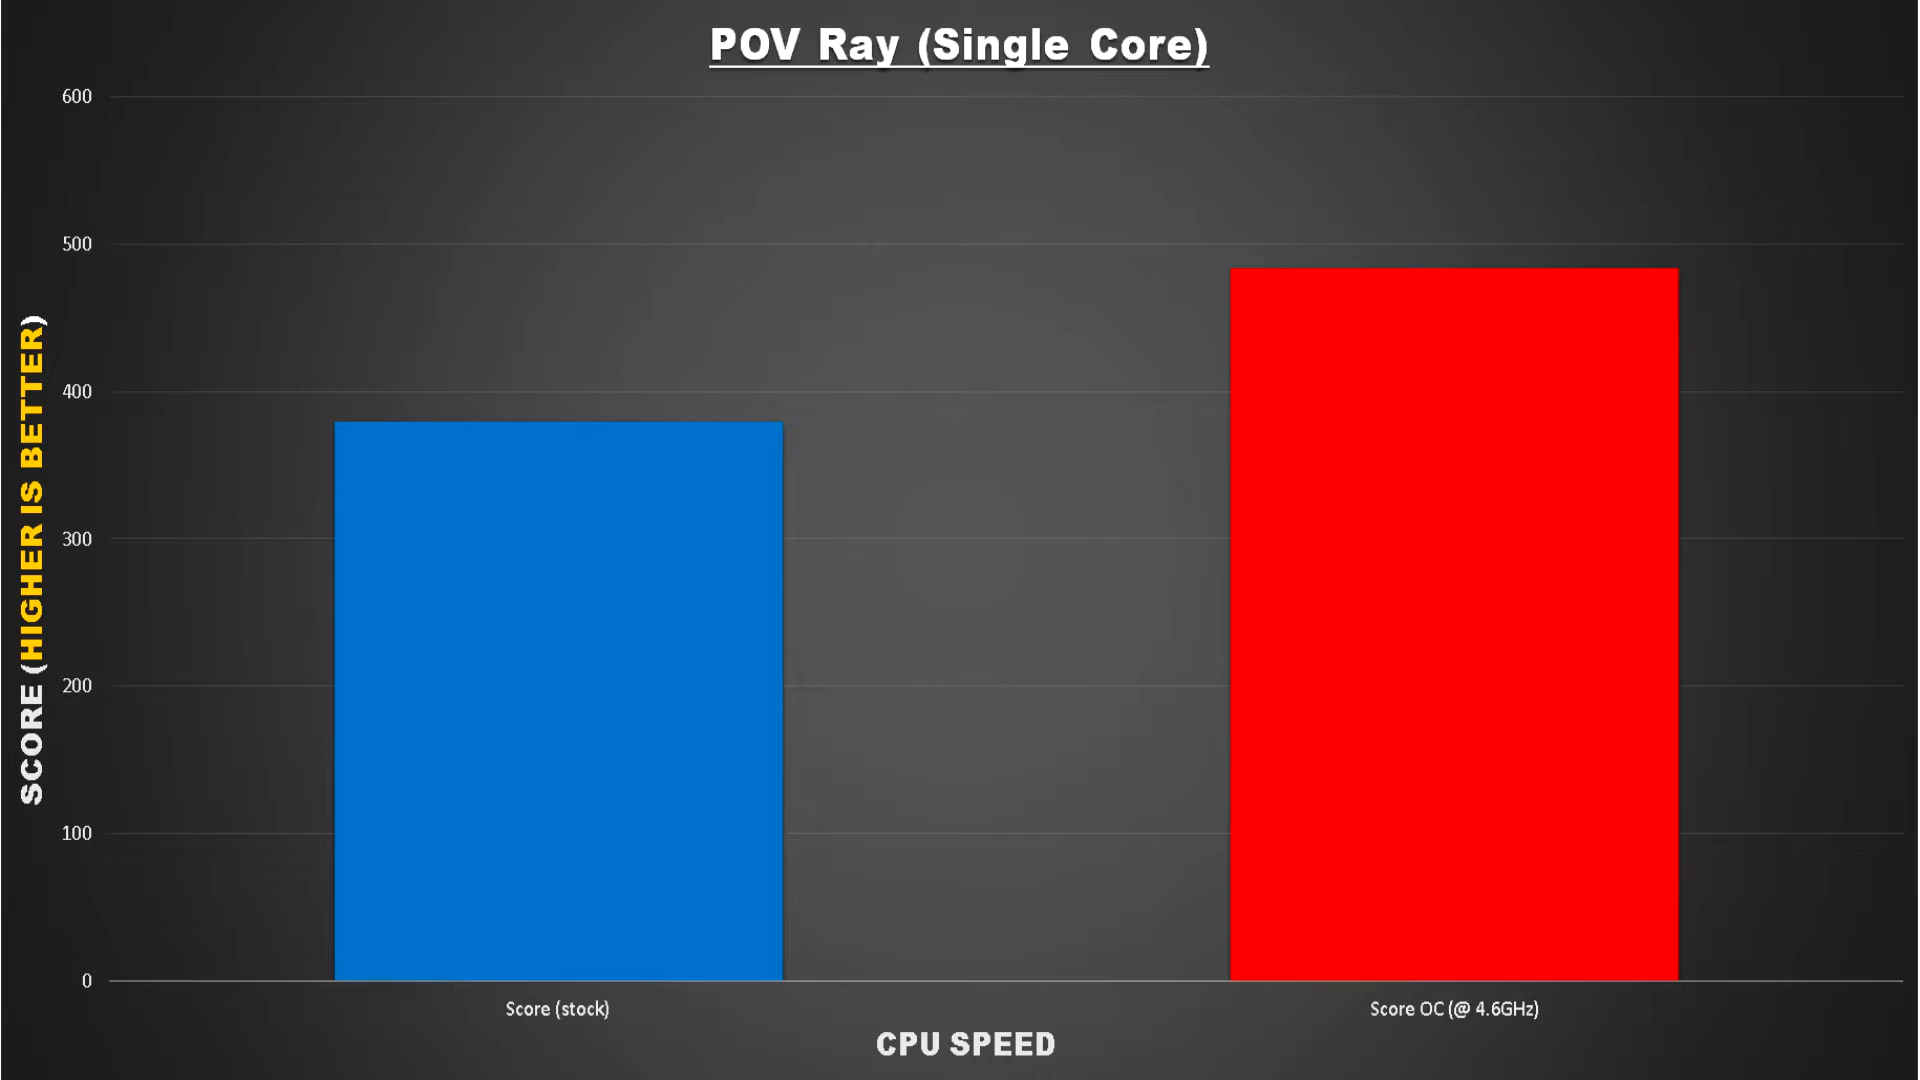 POV Ray (Single Core)
600
500
400
300
200
100
0
SCORE (HIGHER IS BETTER)
Score (stock)
Score OC (@ 4.6GHz)
CPU SPEED